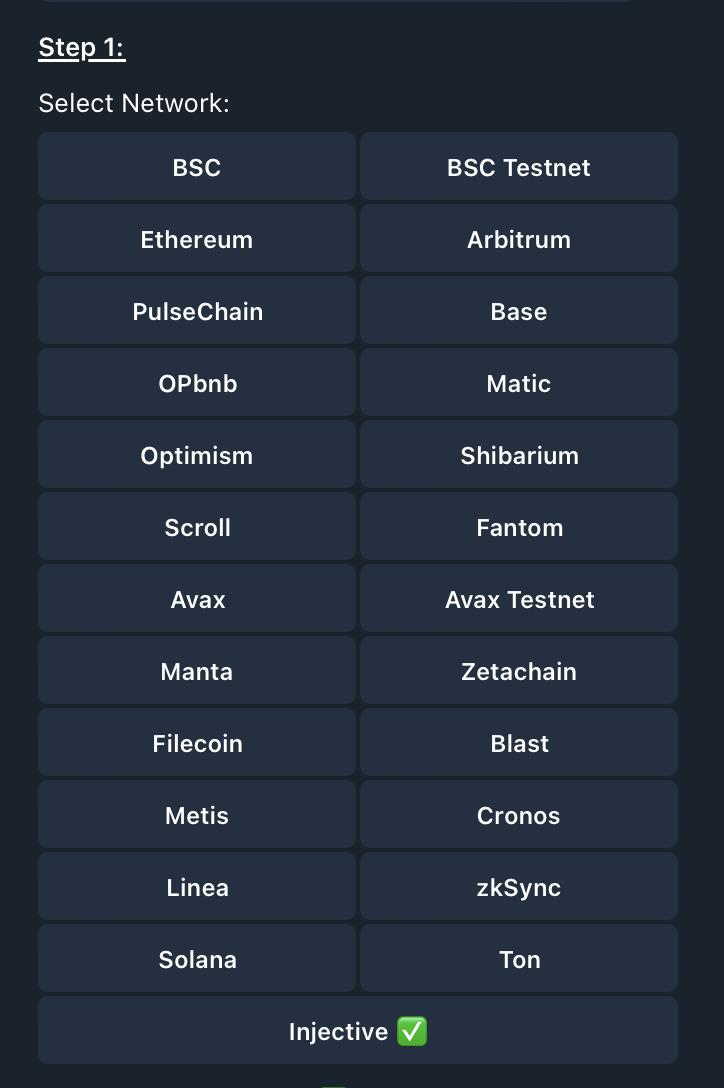 Step 1:
Select Network:
BSC
BSC Testnet
Ethereum
Arbitrum
PulseChain
Base
OPbnb
Matic
Optimism
Shibarium
Scroll
Fantom
Avax
Avax Testnet
Manta
Zetachain
Filecoin
Blast
Metis
Cronos
Linea
zkSync
Solana
Ton
Injective ✅